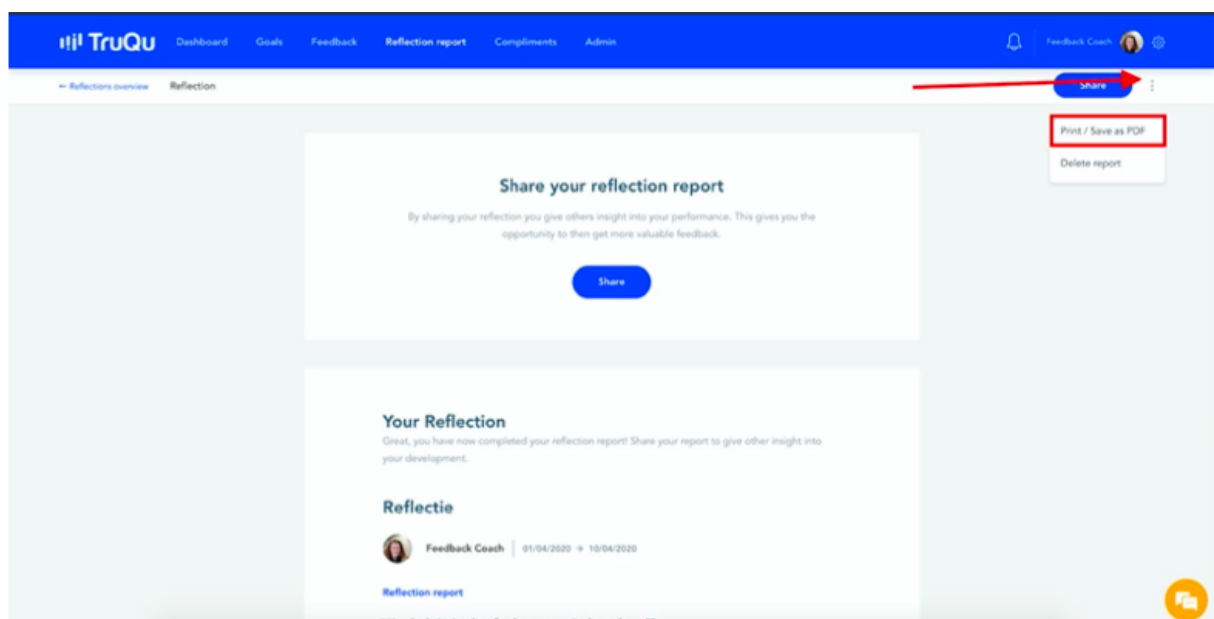 TruQu Dashboard Goals Feedback Reflection report Compliments Admin Feedback Coach
← Reflections overview Reflection Share
Print / Save as PDF
Delete report
Share your reflection report
By sharing your reflection you give others insight into your performance. This gives you the
opportunity to then get more valuable feedback.
Share
Your Reflection
Great, you have now completed your reflection report! Share your report to give other insight into
your development.
Reflectie
Feedback Coach 01/04/2020 → 10/04/2020
Reflection report